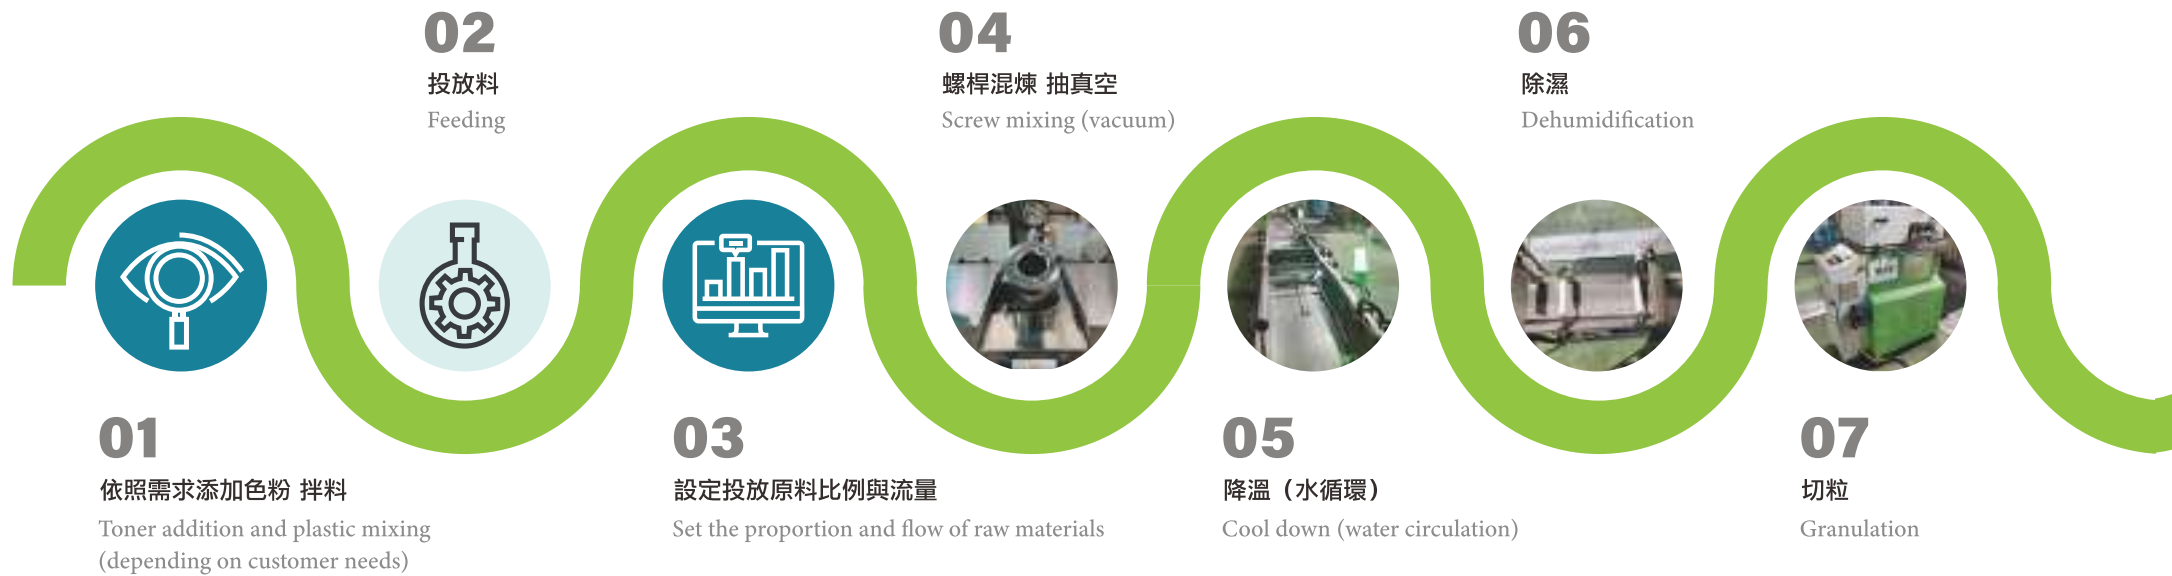 01
依照需求添加色粉 拌料
Toner addition and plastic mixing
(depending on customer needs)
02
投放料
Feeding
03
設定投放原料比例與流量
Set the proportion and flow of raw materials
04
螺桿混煉 抽真空
Screw mixing (vacuum)
05
降溫（水循環）
Cool down (water circulation)
06
除濕
Dehumidification
07
切粒
Granulation